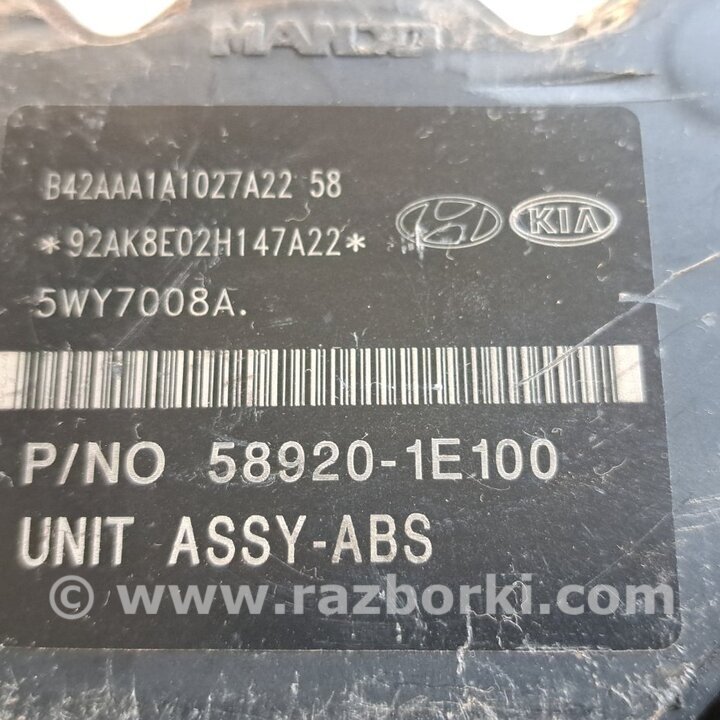 MANDO
B42AAA1A1027A22 58
*92AK8E02H147A22*
KIA
5WY7008A.
P/NO 58920-1E100
UNIT ASSY-ABS
© www.razborki.com